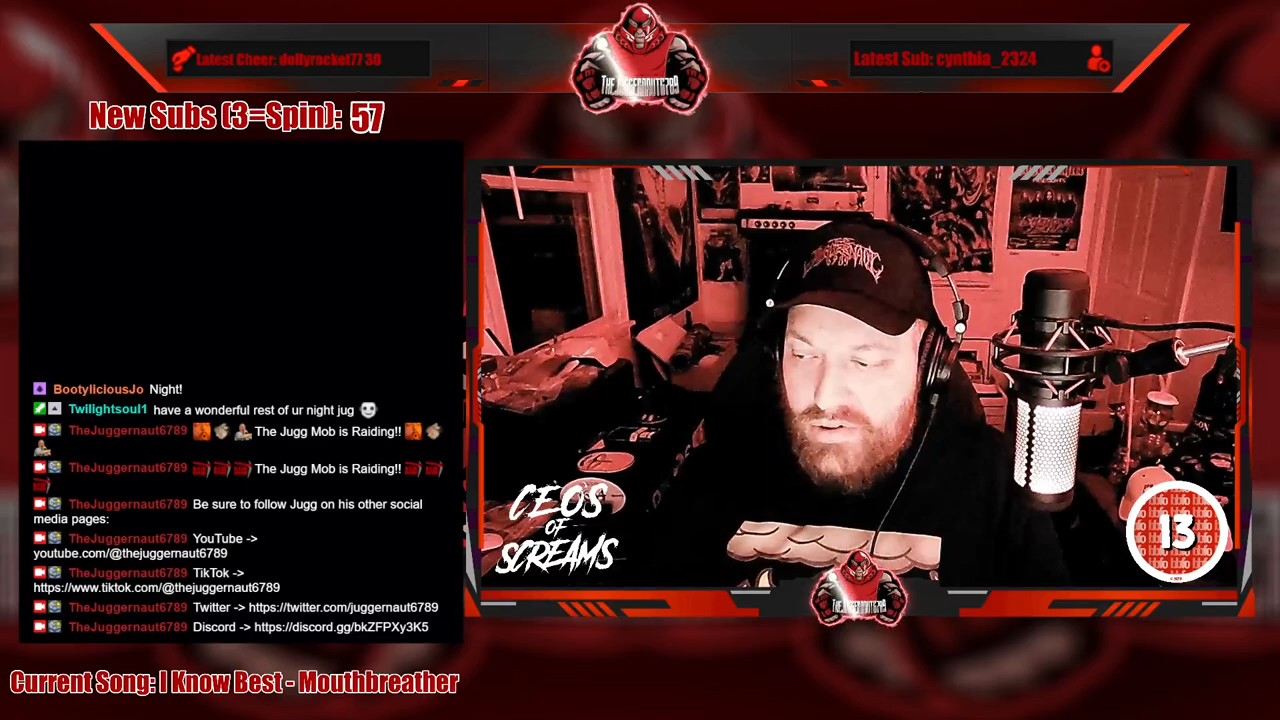 Latest Cheer: dollyrocket77 30
THEJUGGERNAUT6789
Latest Sub: cynthia_2324
New Subs (3=Spin): 57
BootyliciousJo Night!
Twilightsoul1 have a wonderful rest of ur night jug
TheJuggernaut6789 The Jugg Mob is Raiding!!
TheJuggernaut6789 The Jugg Mob is Raiding!!
TheJuggernaut6789 Be sure to follow Jugg on his other social
media pages:
TheJuggernaut6789 YouTube ->
youtube.com/@thejuggernaut6789
TheJuggernaut6789 TikTok ->
https://www.tiktok.com/@thejuggernaut6789
TheJuggernaut6789 Twitter -> https://twitter.com/juggernaut6789
TheJuggernaut6789 Discord -> https://discord.gg/bkZFPXy3K5
CEOS
OF
SCREAMS
13
THEJUGGERNAUT6789
Current Song: I Know Best - Mouthbreather